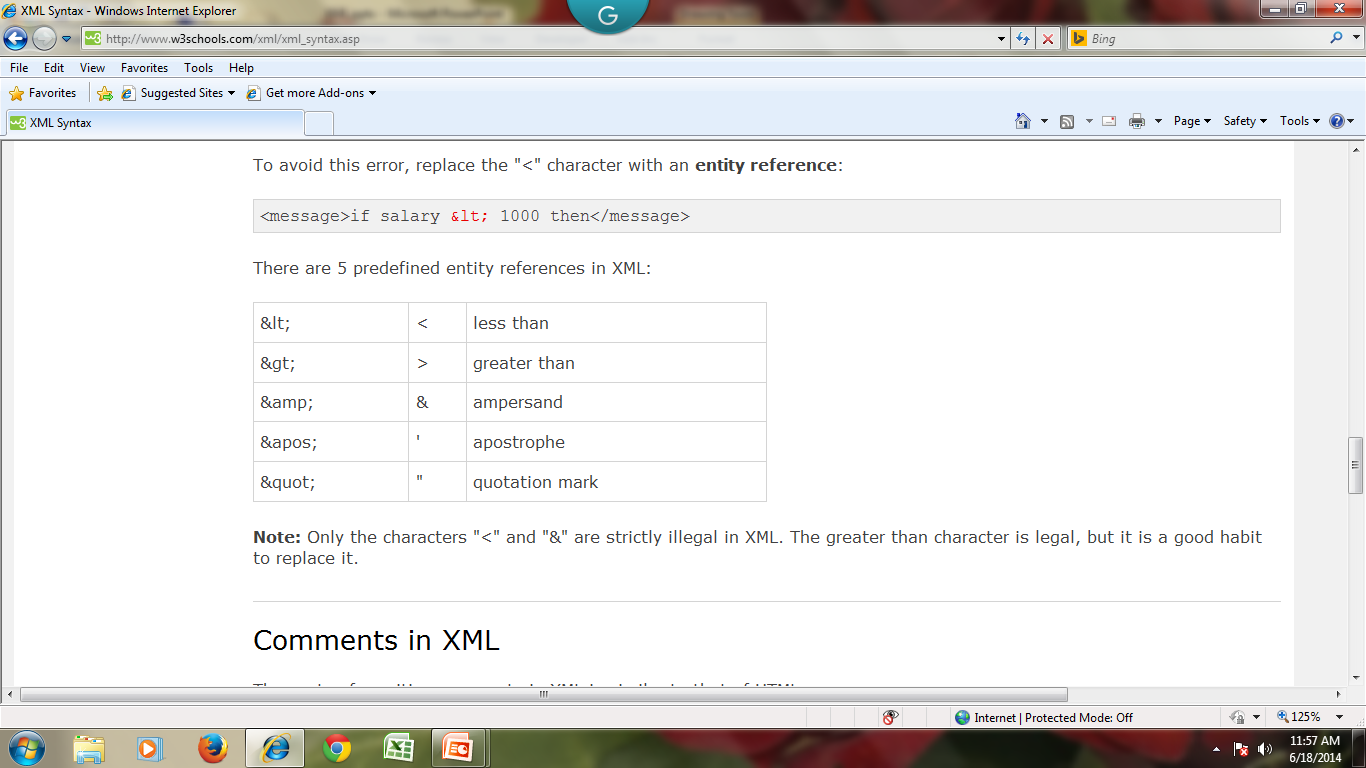 XML Syntax - Windows Internet Explorer
G
http://www.w3schools.com/xml/xml_syntax.asp
Bing
File Edit View Favorites Tools Help
Favorites Suggested Sites Get more Add-ons
XML Syntax
Page Safety Tools
To avoid this error, replace the "<" character with an entity reference:
<message>if salary &lt; 1000 then</message>
There are 5 predefined entity references in XML:
&lt; < less than
&gt; > greater than
&amp; & ampersand
&apos; ' apostrophe
&quot; " quotation mark
Note: Only the characters "<" and "&" are strictly illegal in XML. The greater than character is legal, but it is a good habit
to replace it.
Comments in XML
Internet | Protected Mode: Off
125%
11:57 AM
6/18/2014